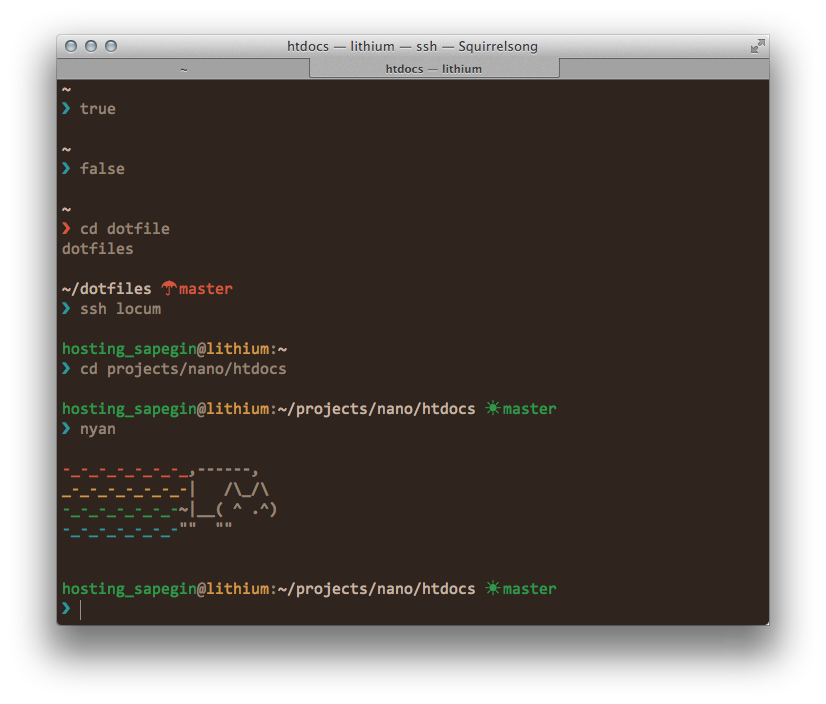 htdocs — lithium — ssh — Squirrelsong
~
htdocs — lithium
~
❯ true
~
❯ false
~
❯ cd dotfile
dotfiles
~/dotfiles ☂master
❯ ssh locum
hosting_sapegin@lithium:~
❯ cd projects/nano/htdocs
hosting_sapegin@lithium:~/projects/nano/htdocs ☀master
❯ nyan
-_-_-_-_-_-_-_,------,
_-_-_-_-_-_-_-|   /\_/\
-_-_-_-_-_-_-~|__( ^ .^)
-_-_-_-_-_-_-""  ""
hosting_sapegin@lithium:~/projects/nano/htdocs ☀master
❯